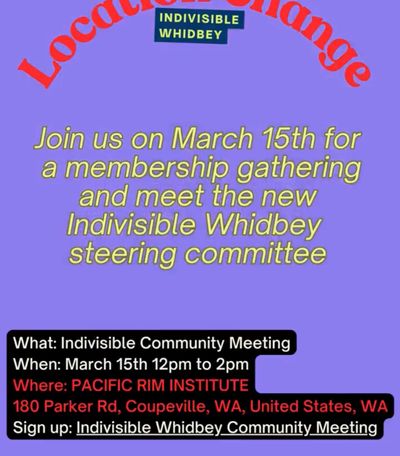 Location Change
INDIVISIBLE
WHIDBEY
Join us on March 15th for
a membership gathering
and meet the new
Indivisible Whidbey
steering committee
What: Indivisible Community Meeting
When: March 15th 12pm to 2pm
Where: PACIFIC RIM INSTITUTE
180 Parker Rd, Coupeville, WA, United States, WA
Sign up: Indivisible Whidbey Community Meeting